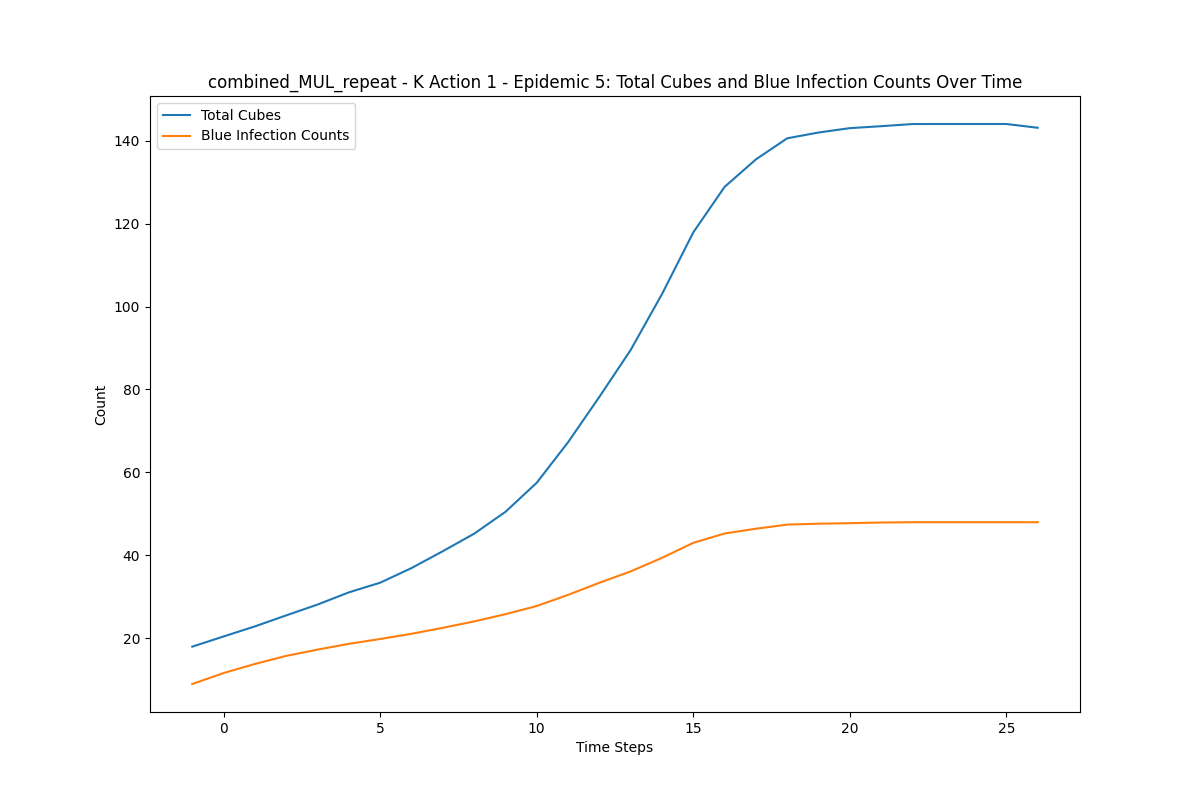 combined_MUL_repeat - K Action 1 - Epidemic 5: Total Cubes and Blue Infection Counts Over Time
Total Cubes
Blue Infection Counts
140
120
100
80
60
40
20
Count
0 5 10 15 20 25
Time Steps